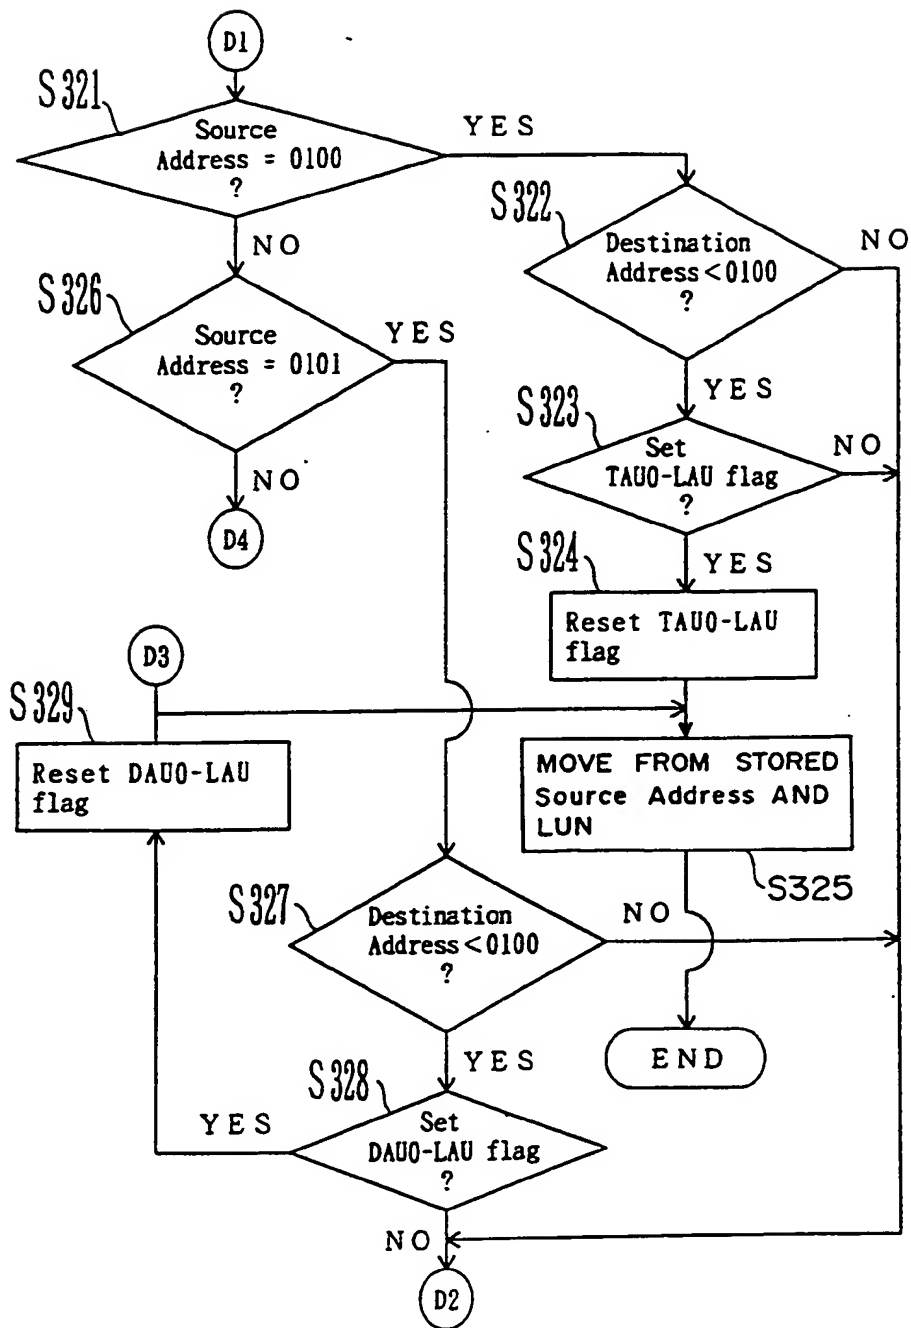 D1
S321
Source
Address = 0100
?
YES
NO
S322
Destination
Address<0100
?
NO
YES
S326
Source
Address = 0101
?
YES
NO
D4
S323
Set
TAU0-LAU flag
?
NO
YES
S324
Reset TAU0-LAU
flag
D3
S329
Reset DAU0-LAU
flag
MOVE FROM STORED
Source Address AND
LUN
S325
S327
Destination
Address<0100
?
NO
YES
END
S328
Set
DAU0-LAU flag
?
YES
NO
D2